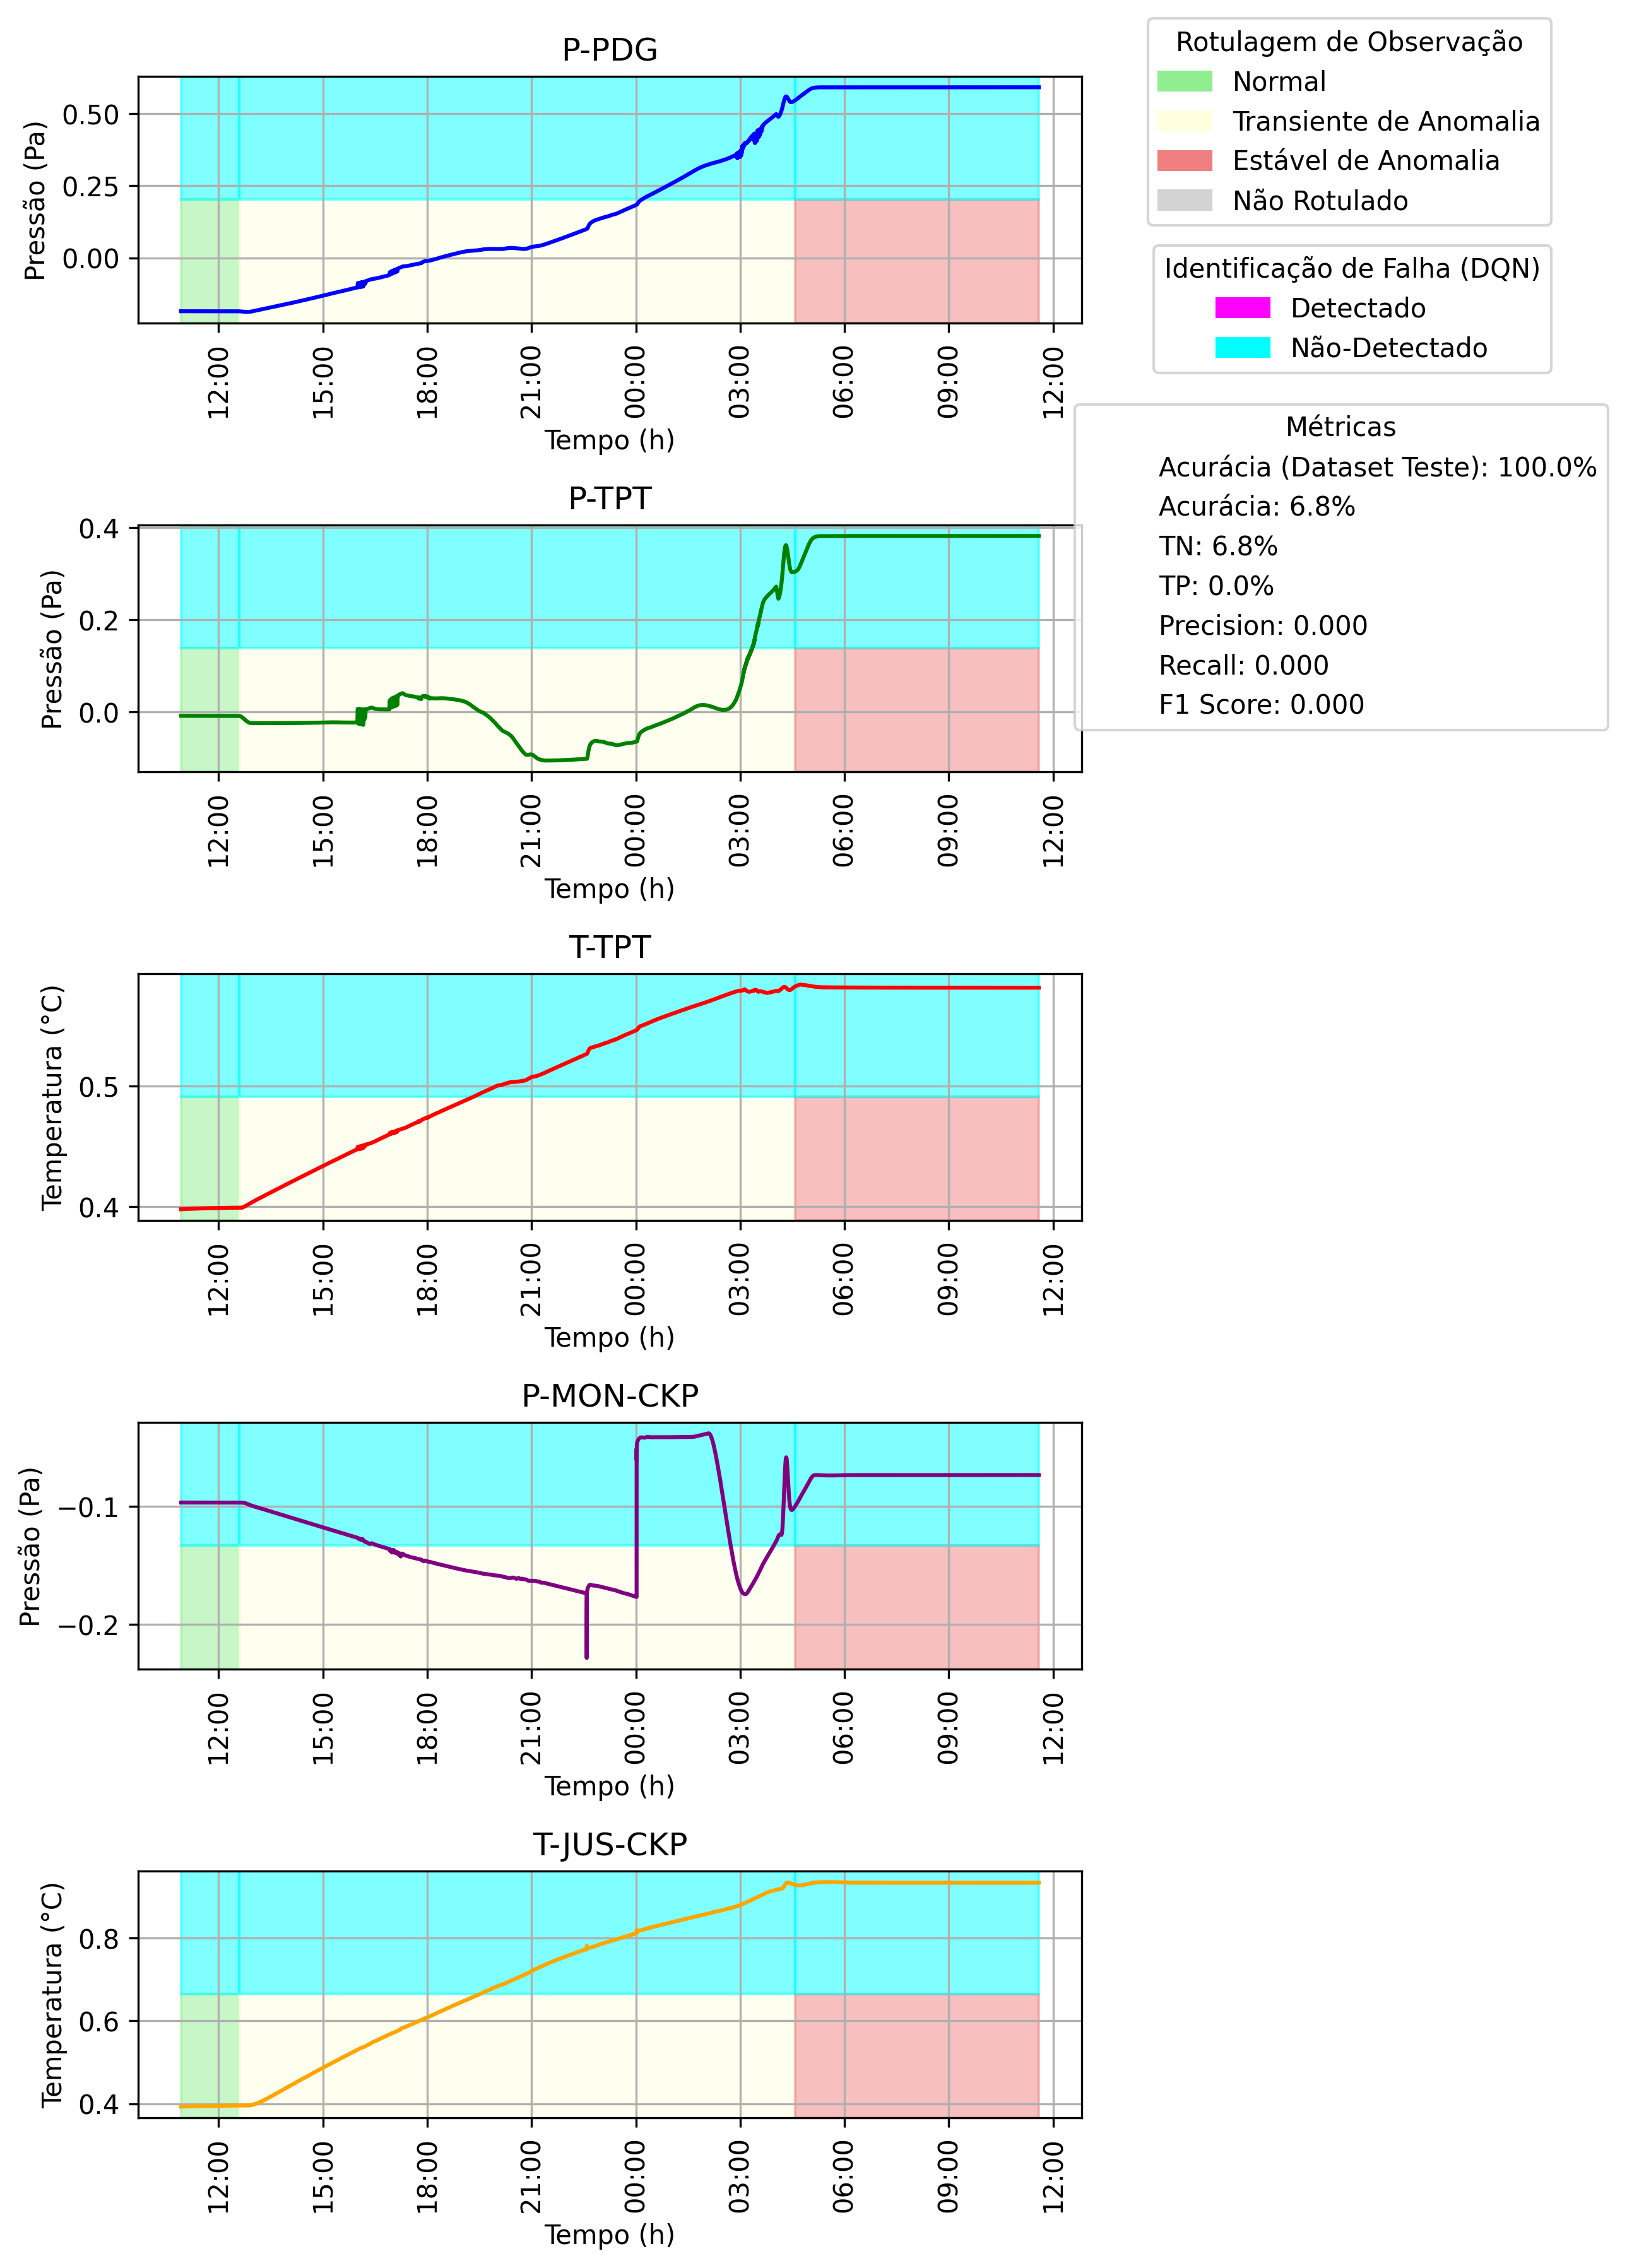 P-PDG
Pressão (Pa)
0.50
0.25
0.00
12:00
15:00
18:00
21:00
00:00
03:00
06:00
09:00
12:00
Tempo (h)
Rotulagem de Observação
Normal
Transiente de Anomalia
Estável de Anomalia
Não Rotulado
Identificação de Falha (DQN)
Detectado
Não-Detectado
Métricas
Acurácia (Dataset Teste): 100.0%
Acurácia: 6.8%
TN: 6.8%
TP: 0.0%
Precision: 0.000
Recall: 0.000
F1 Score: 0.000
P-TPT
Pressão (Pa)
0.4
0.2
0.0
12:00
15:00
18:00
21:00
00:00
03:00
06:00
09:00
12:00
Tempo (h)
T-TPT
Temperatura (°C)
0.5
0.4
12:00
15:00
18:00
21:00
00:00
03:00
06:00
09:00
12:00
Tempo (h)
P-MON-CKP
Pressão (Pa)
−0.1
−0.2
12:00
15:00
18:00
21:00
00:00
03:00
06:00
09:00
12:00
Tempo (h)
T-JUS-CKP
Temperatura (°C)
0.8
0.6
0.4
12:00
15:00
18:00
21:00
00:00
03:00
06:00
09:00
12:00
Tempo (h)